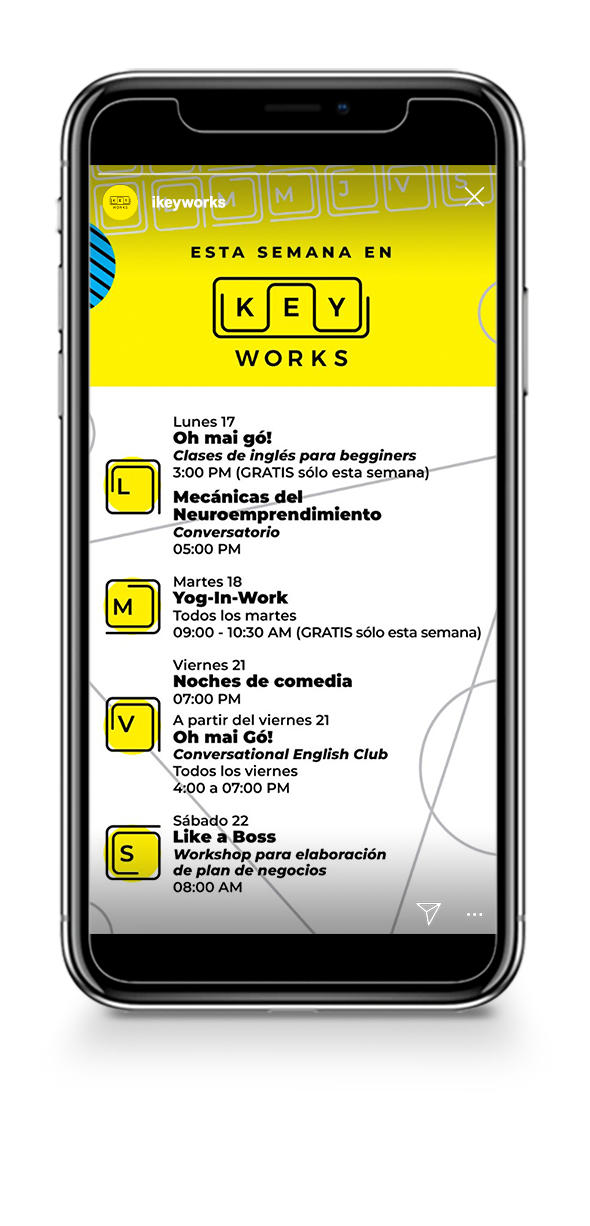 M M J V S
ikeyworks
ESTA SEMANA EN
KEY
WORKS
Lunes 17
Oh mai gó!
Clases de inglés para begginers
3:00 PM (GRATIS sólo esta semana)
L
Mecánicas del
Neuroemprendimiento
Conversatorio
05:00 PM
Martes 18
M
Yog-In-Work
Todos los martes
09:00 - 10:30 AM (GRATIS sólo esta semana)
Viernes 21
Noches de comedia
07:00 PM
V
A partir del viernes 21
Oh mai Gó!
Conversational English Club
Todos los viernes
4:00 a 07:00 PM
Sábado 22
S
Like a Boss
Workshop para elaboración
de plan de negocios
08:00 AM